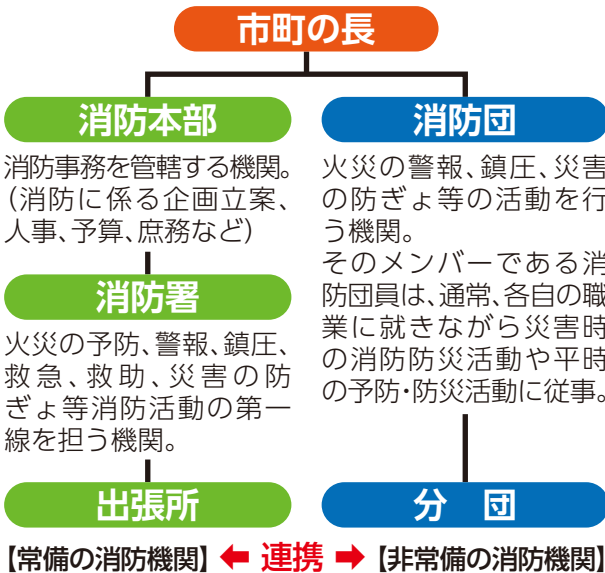 市町の長
消防本部
消防事務を管轄する機関。
（消防に係る企画立案、
人事、予算、庶務など）
消防署
火災の予防、警報、鎮圧、
救急、救助、災害の防
ぎょ等消防活動の第一
線を担う機関。
出張所
【常備の消防機関】
消防団
火災の警報、鎮圧、災害
の防ぎょ等の活動を行
う機関。
そのメンバーである消
防団員は、通常、各自の職
業に就きながら災害時
の消防防災活動や平時
の予防・防災活動に従事。
分　団
連携
【非常備の消防機関】